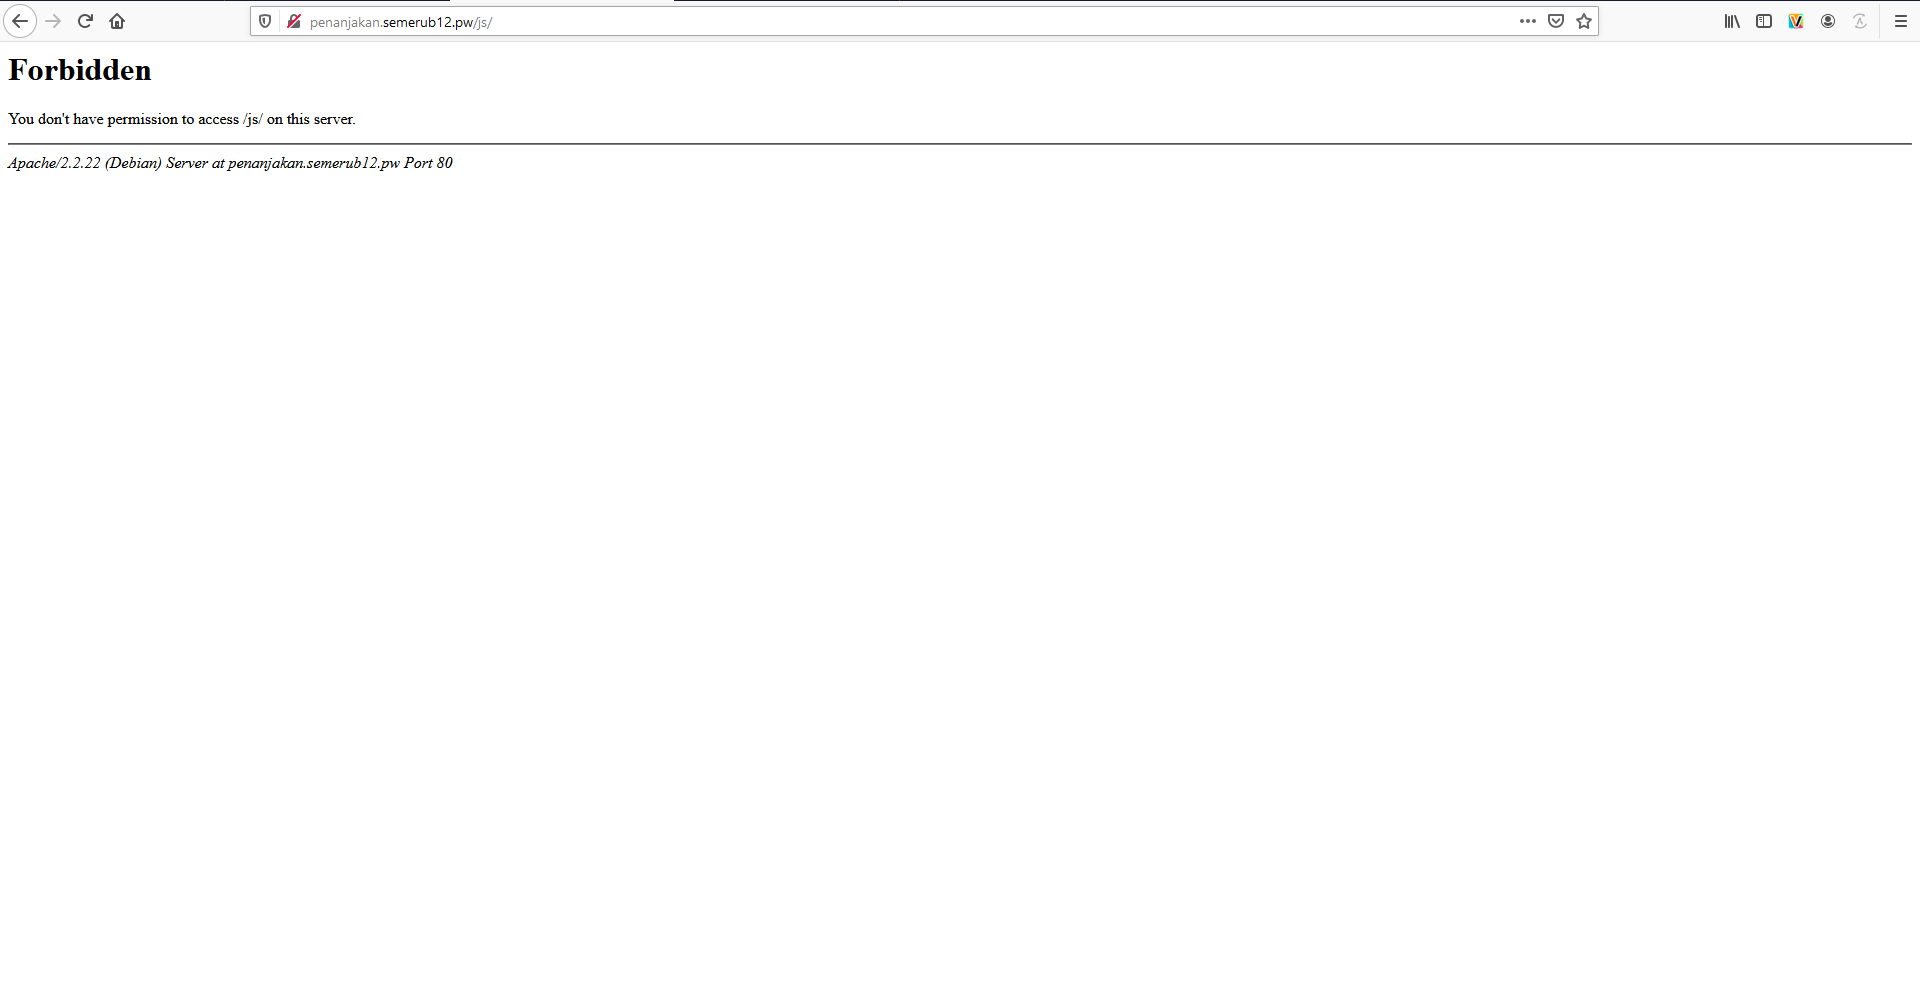 penanjakan.semerub12.pw/js/
Forbidden
You don't have permission to access /js/ on this server.
Apache/2.2.22 (Debian) Server at penanjakan.semerub12.pw Port 80